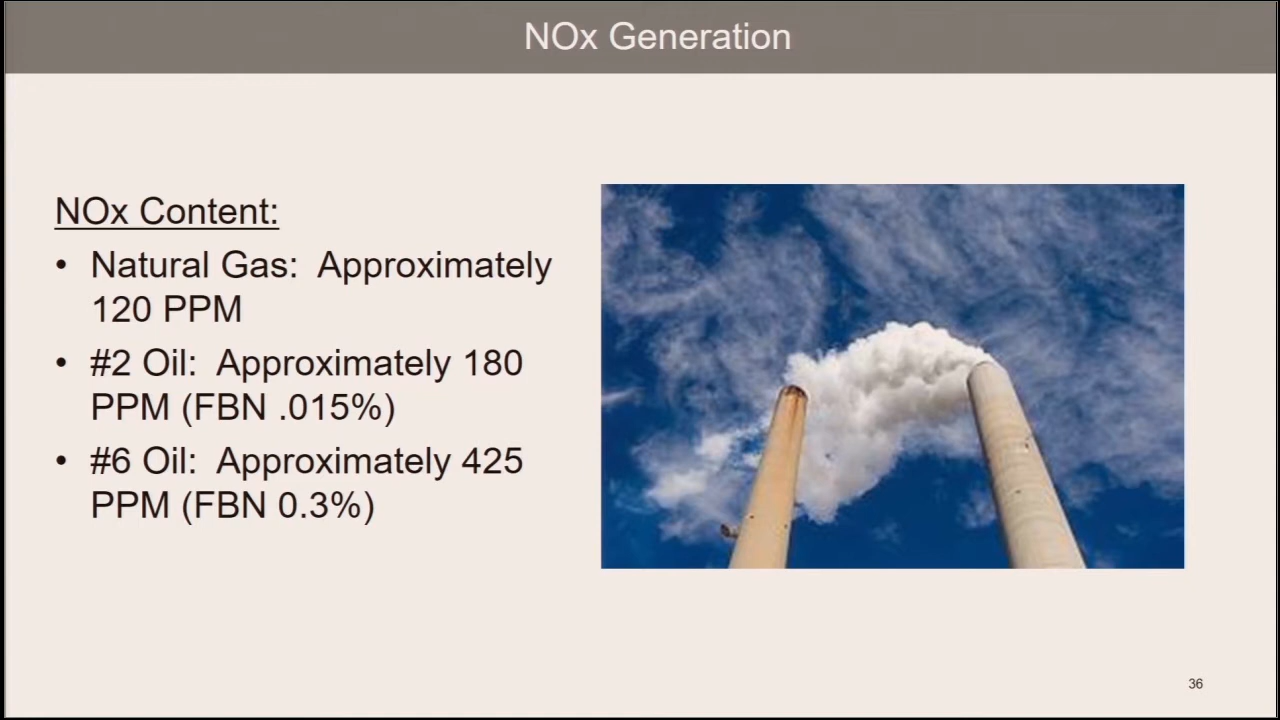 NOx Generation
NOx Content:
• Natural Gas:  Approximately
120 PPM
• #2 Oil:  Approximately 180
PPM (FBN .015%)
• #6 Oil:  Approximately 425
PPM (FBN 0.3%)
36